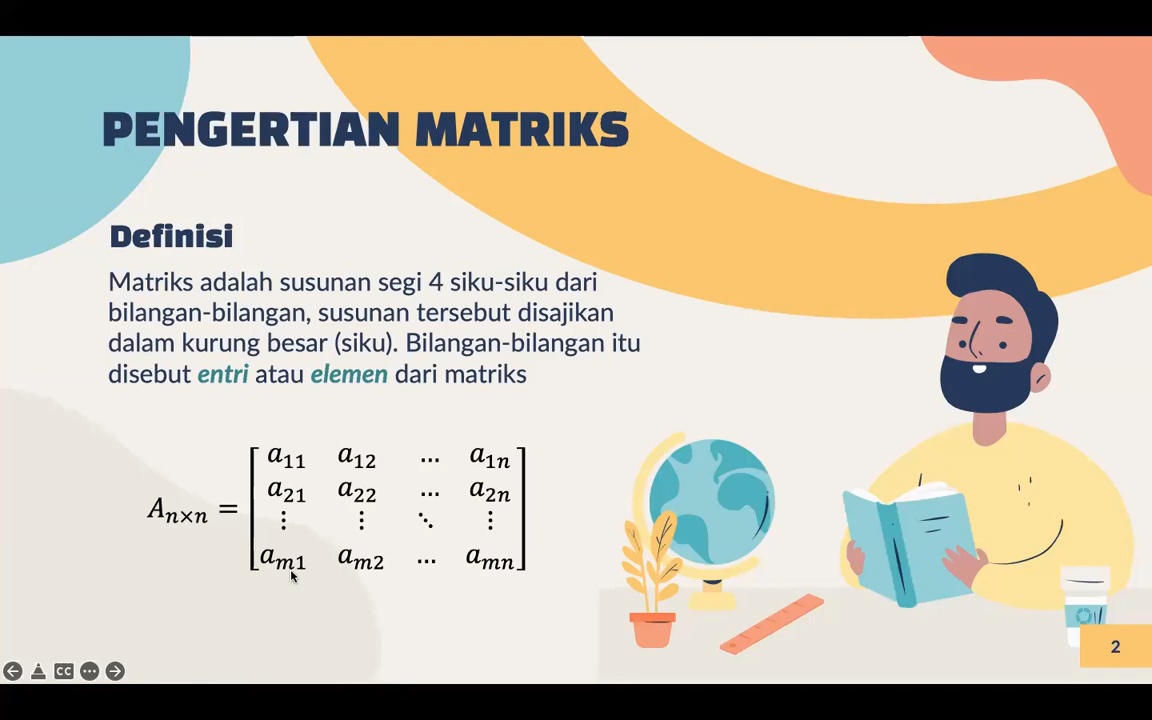 PENGERTIAN MATRIKS
Definisi
Matriks adalah susunan segi 4 siku-siku dari
bilangan-bilangan, susunan tersebut disajikan
dalam kurung besar (siku). Bilangan-bilangan itu
disebut entri atau elemen dari matriks
a₁₁ a₁₂ … a₁ₙ
a₂₁ a₂₂ … a₂ₙ
Aₙ×ₙ =
⋮ ⋮ ⋱ ⋮
aₘ₁ aₘ₂ … aₘₙ
2
CC